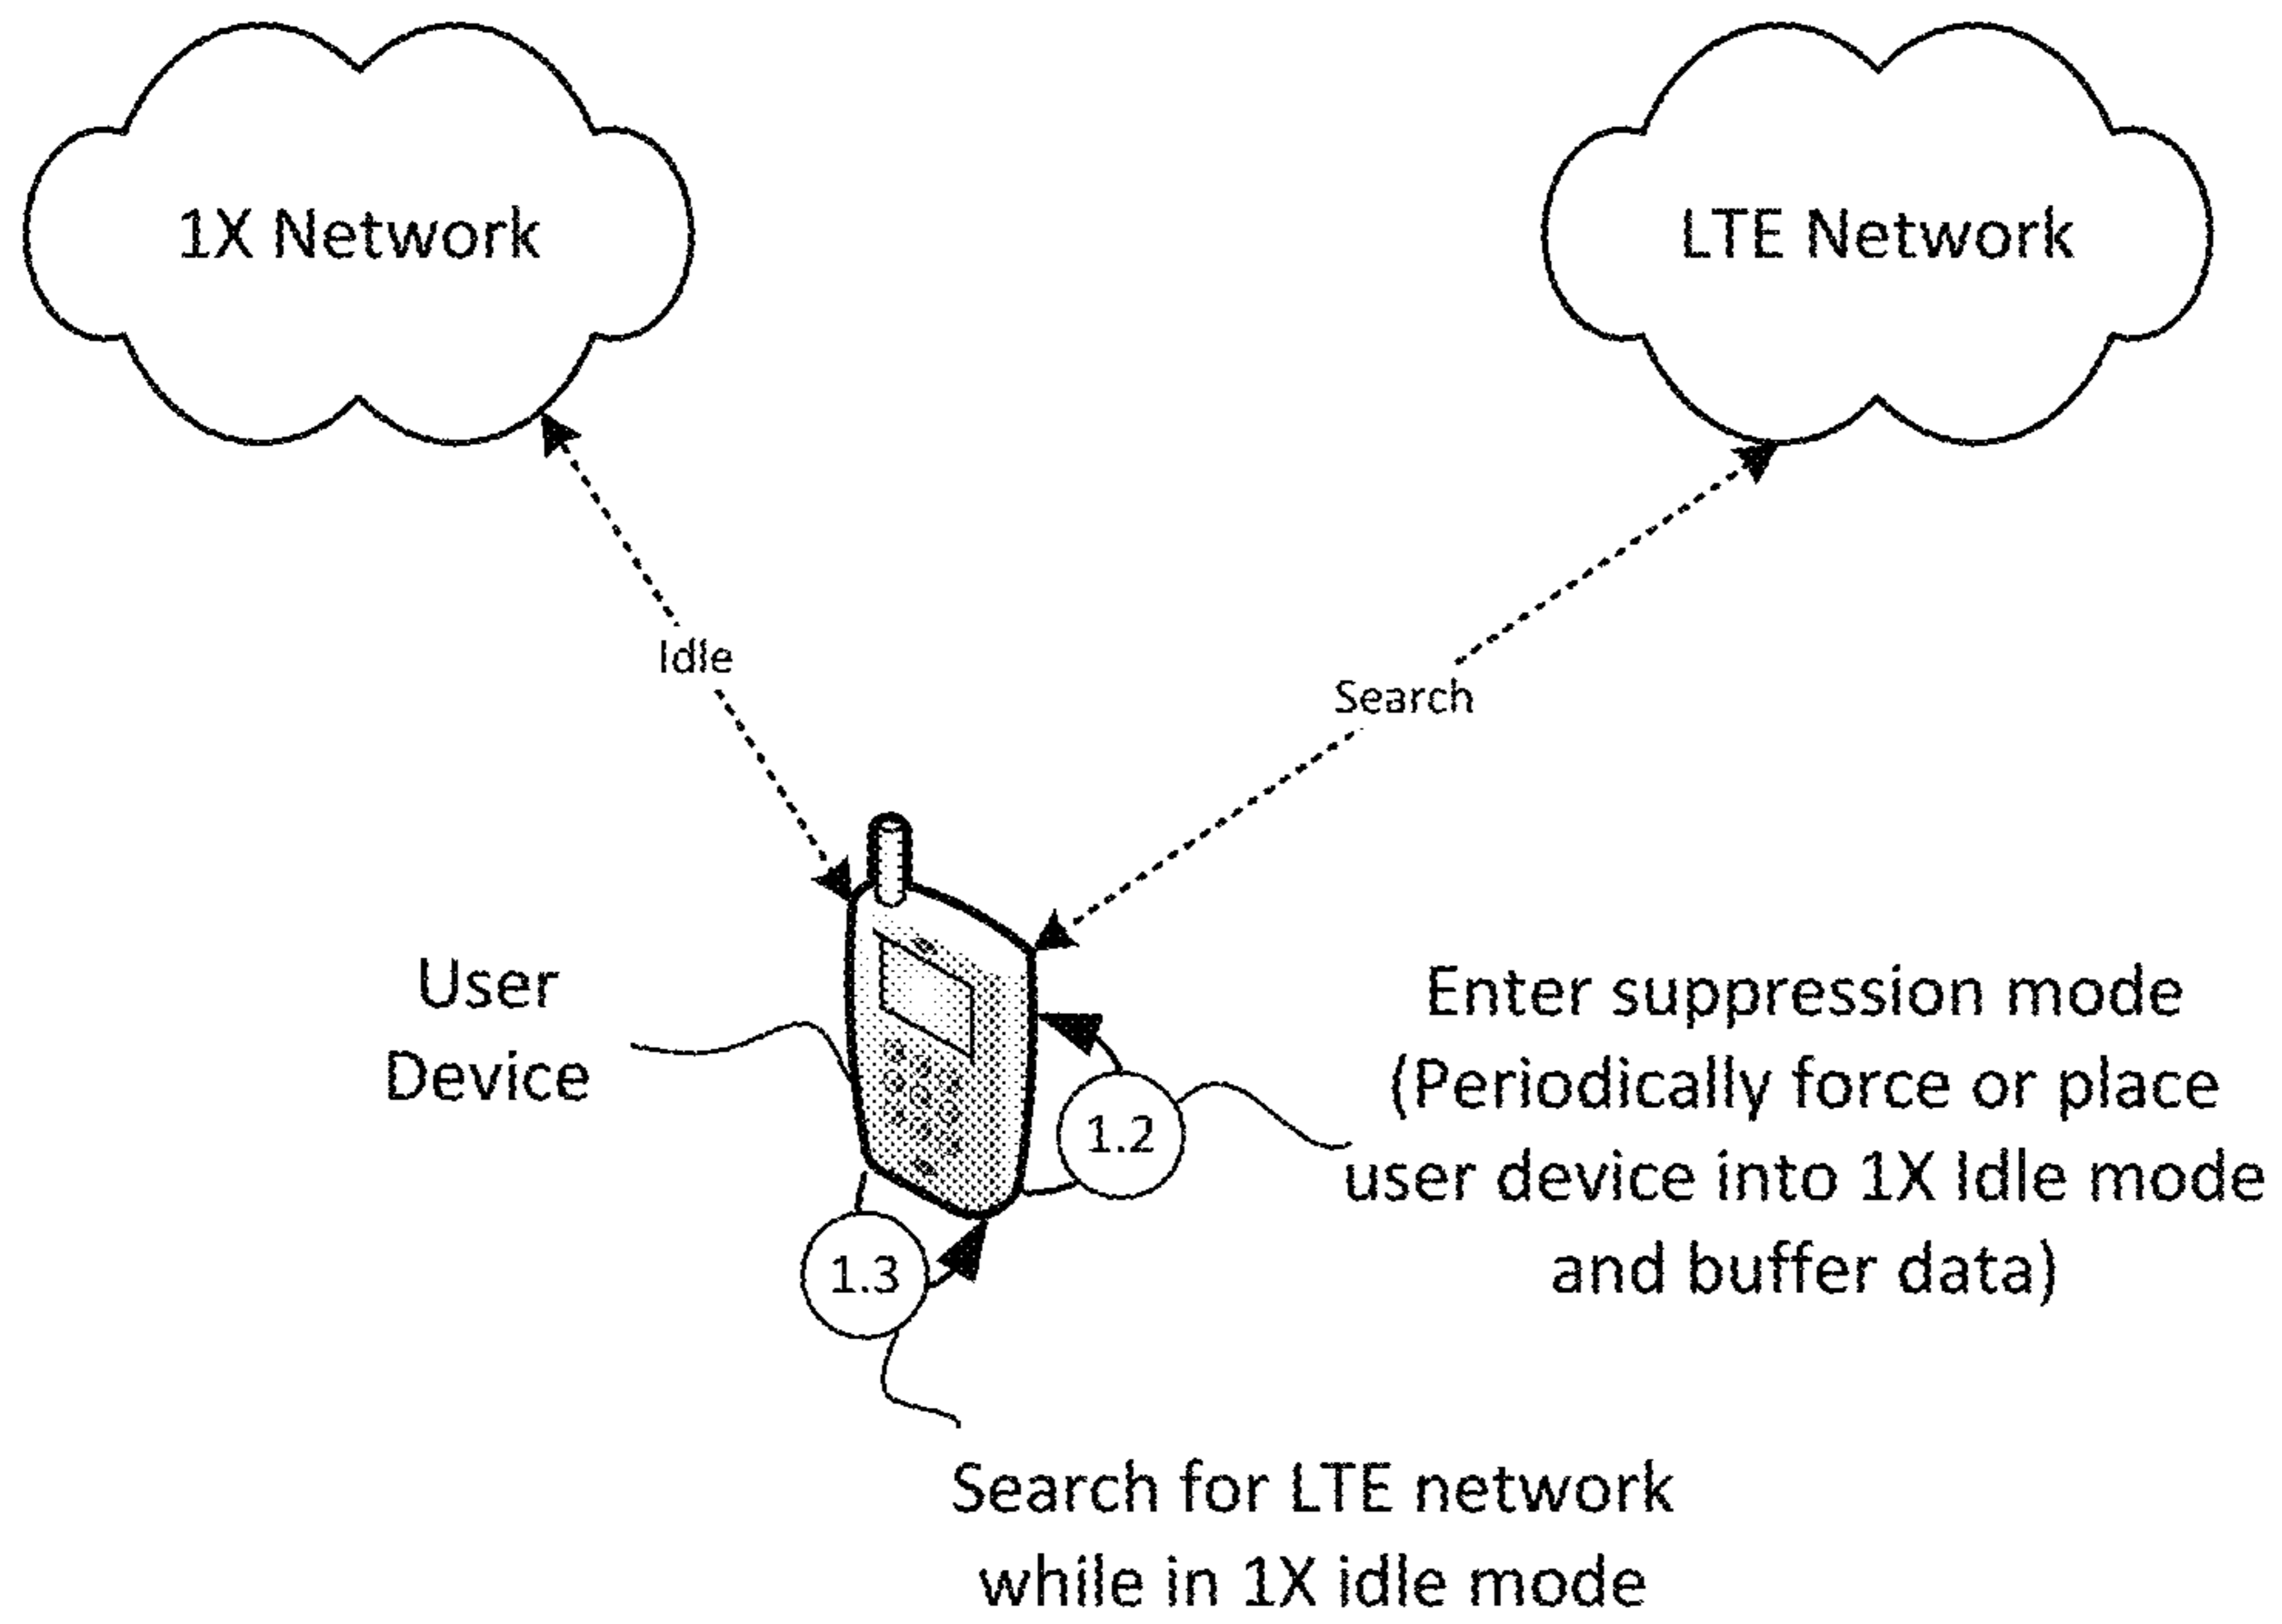 1X Network
LTE Network
Idle
Search
User
Device
Enter suppression mode
(Periodically force or place
user device into 1X Idle mode
and buffer data)
1.2
1.3
Search for LTE network
while in 1X idle mode